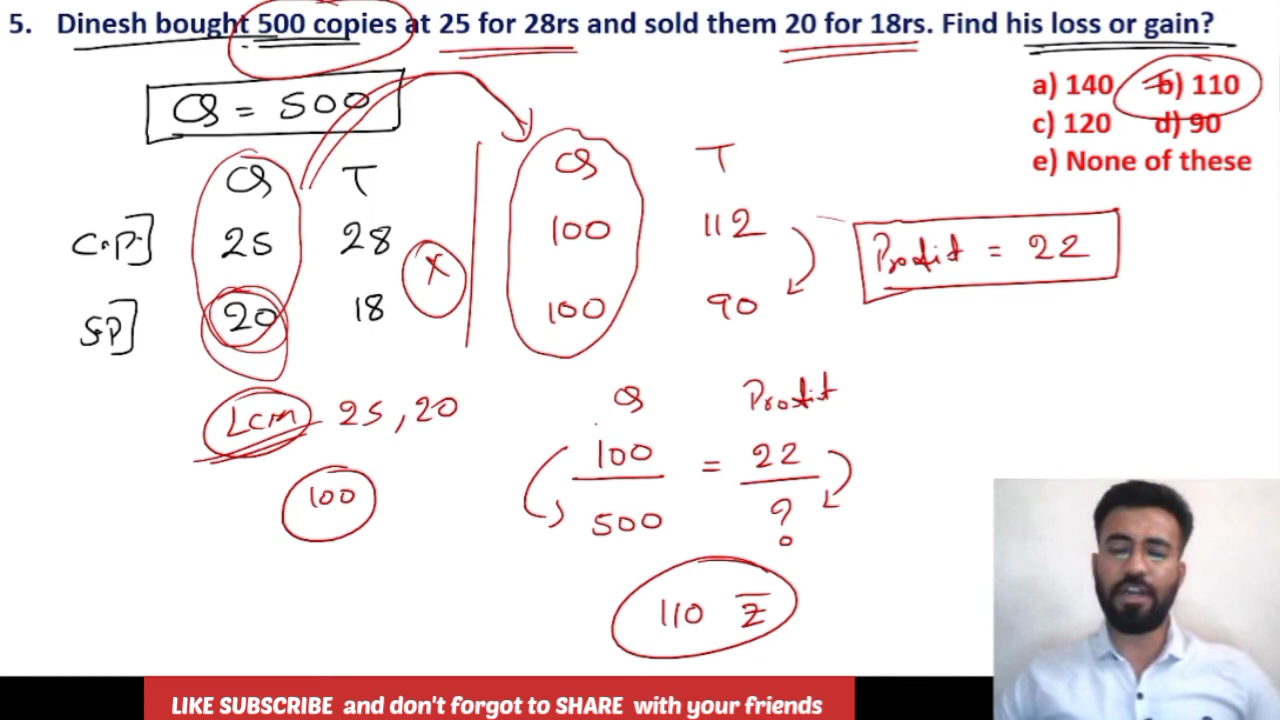 5. Dinesh bought 500 copies at 25 for 28rs and sold them 20 for 18rs. Find his loss or gain?
a) 140 b) 110
c) 120 d) 90
e) None of these
Q = 500
Q T
C.P] 25 28
S.P] 20 18
X
LCM 25, 20
100
Q T
100 112
100 90
Profit = 22
Q Profit
100 = 22
500 ?
110
LIKE SUBSCRIBE and don't forgot to SHARE with your friends